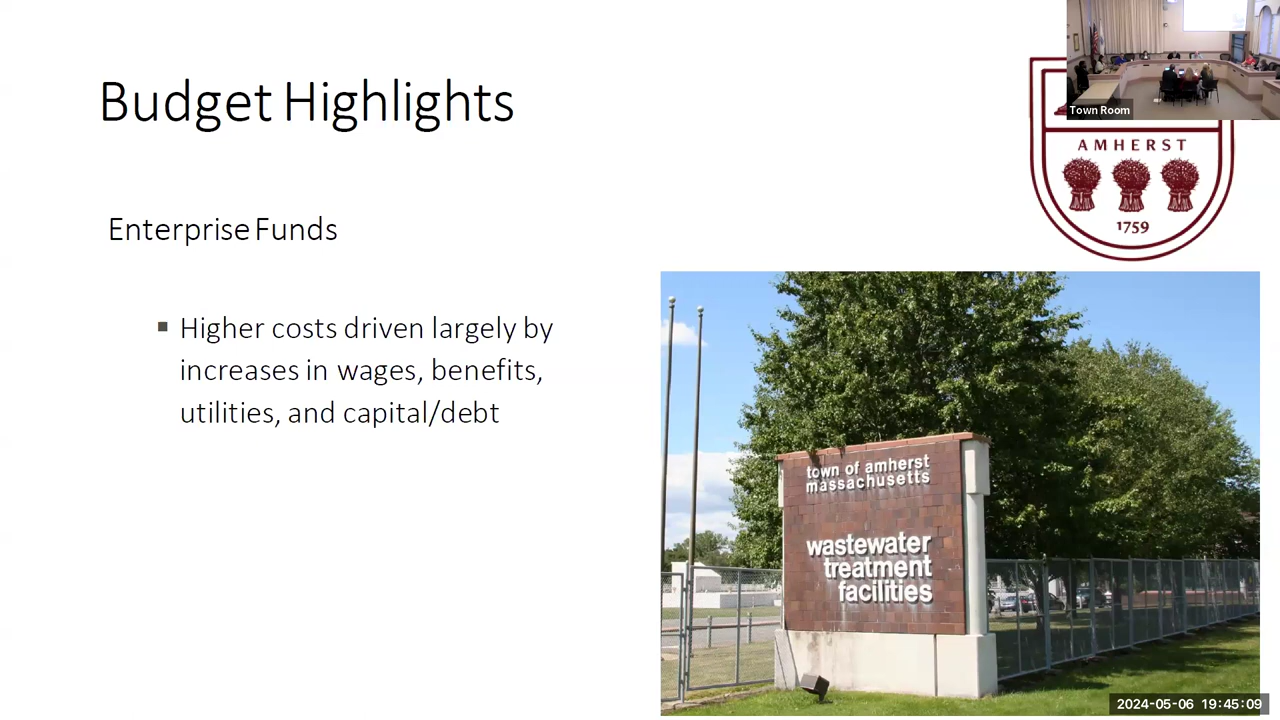 Budget Highlights
Town Room
AMHERST
1759
Enterprise Funds
▪ Higher costs driven largely by
increases in wages, benefits,
utilities, and capital/debt
town of amherst
massachusetts
wastewater
treatment
facilities
2024-05-06 19:45:09